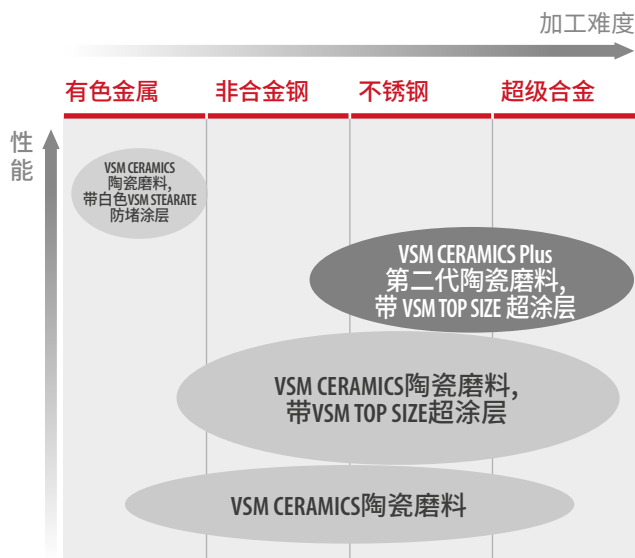 加工难度
有色金属
非合金钢
不锈钢
超级合金
性
能
VSM CERAMICS
陶瓷磨料,
带白色VSM STEARATE
防堵涂层
VSM CERAMICS Plus
第二代陶瓷磨料,
带 VSM TOP SIZE 超涂层
VSM CERAMICS陶瓷磨料,
带VSM TOP SIZE超涂层
VSM CERAMICS陶瓷磨料